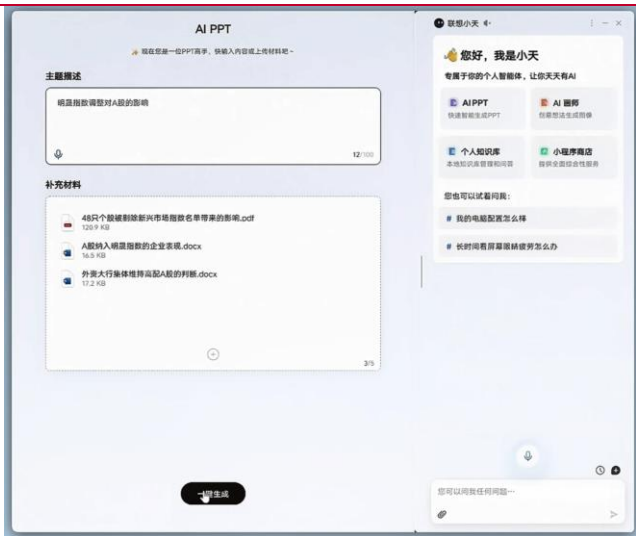 AI PPT
现在您是一位PPT高手，快输入内容或上传材料吧~
主题描述
明晟指数调整对A股的影响
12/100
补充材料
48只个股被剔除新兴市场指数名单带来的影响.pdf
120.9 KB
A股纳入明晟指数的企业表现.docx
16.5 KB
外资大行集体维持高配A股的判断.docx
17.2 KB
3/5
一键生成
联想小天
您好，我是小天
专属于你的个人智能体，让你天天有AI
AI PPT
快速智能生成PPT
AI 画师
创意想法生成图像
个人知识库
本地知识库管理和问答
小程序商店
提供全面综合性服务
您也可以试着问我：
# 我的电脑配置怎么样
# 长时间看屏幕眼睛疲劳怎么办
您可以问我任何问题…